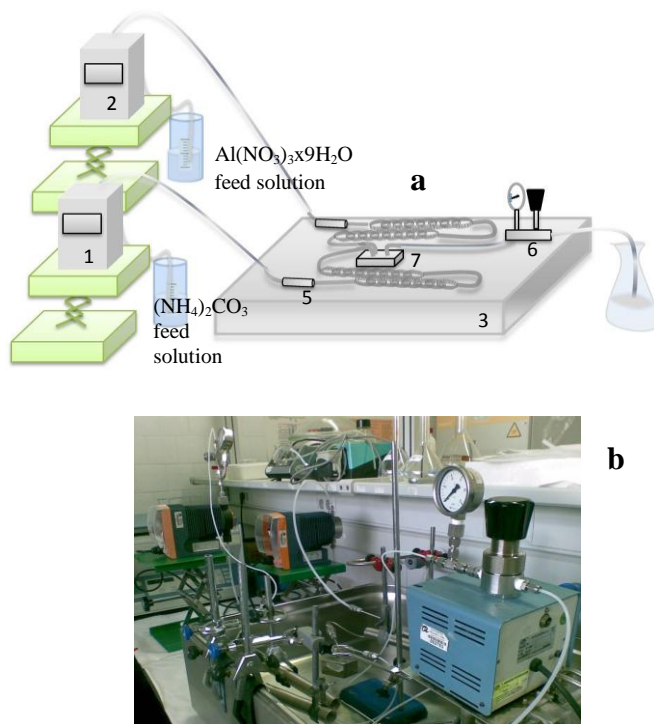 2
Al(NO₃)₃x9H₂O
feed solution
a
1
(NH₄)₂CO₃
feed
solution
5
7
6
3
b